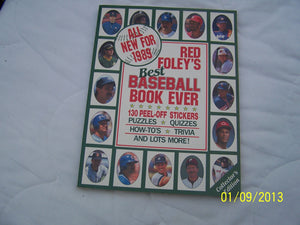 ALL
NEW FOR
1989
RED
FOLEY'S
Best
BASEBALL
BOOK EVER
130 PEEL-OFF STICKERS
PUZZLES ★ QUIZZES
HOW-TO'S ★ TRIVIA
AND LOTS MORE!
Collector's
Edition
01/09/2013